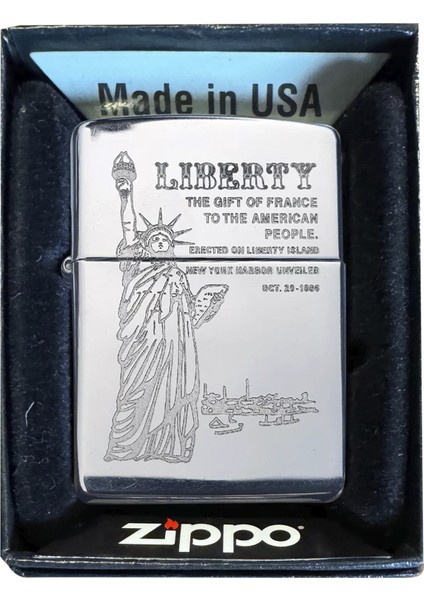 Made in USA
LIBERTY
THE GIFT OF FRANCE
TO THE AMERICAN
PEOPLE.
ERECTED ON LIBERTY ISLAND
NEW YORK HARBOR UNVEILED
OCT. 29-1886
zippo